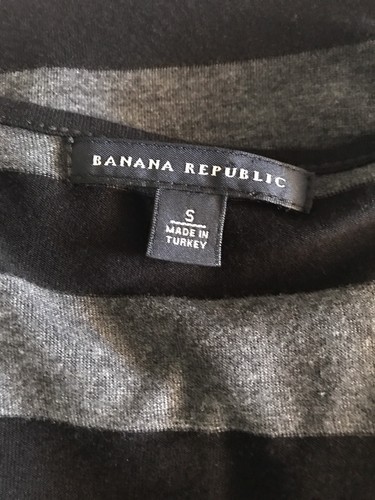 BANANA REPUBLIC
S
MADE IN
TURKEY